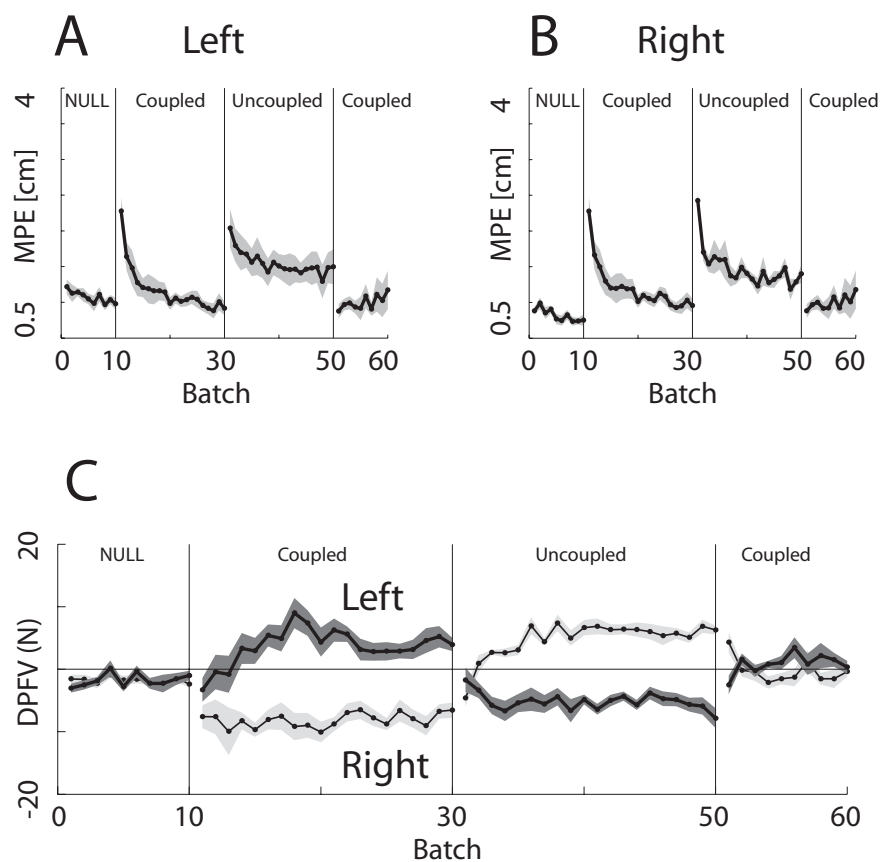 A Left
4
NULL Coupled Uncoupled Coupled
MPE [cm]
0.5
0 10 30 50 60
Batch
B Right
4
NULL Coupled Uncoupled Coupled
MPE [cm]
0.5
0 10 30 50 60
Batch
C
20
NULL Coupled Uncoupled Coupled
Left
DPFV (N)
Right
-20
0 10 30 50 60
Batch